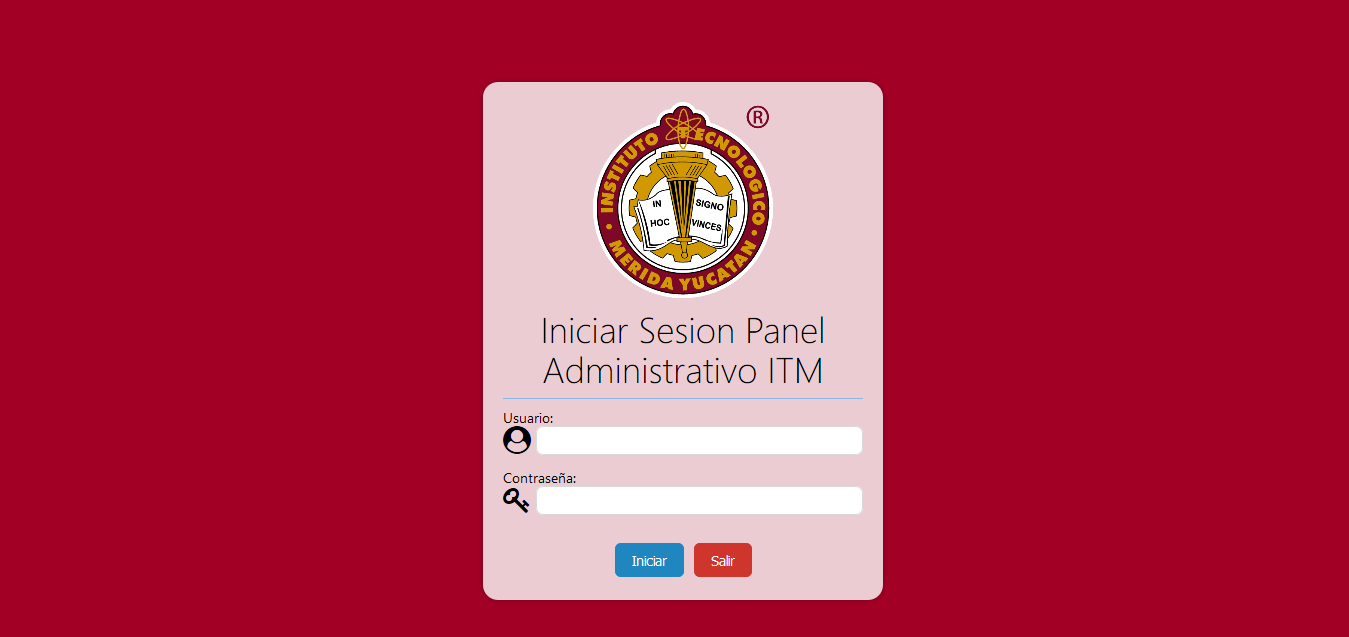 ®
INSTITUTO TECNOLOGICO
IN
HOC
SIGNO
VINCES
• MERIDA YUCATAN •
Iniciar Sesion Panel
Administrativo ITM
Usuario:
Contraseña:
Iniciar
Salir